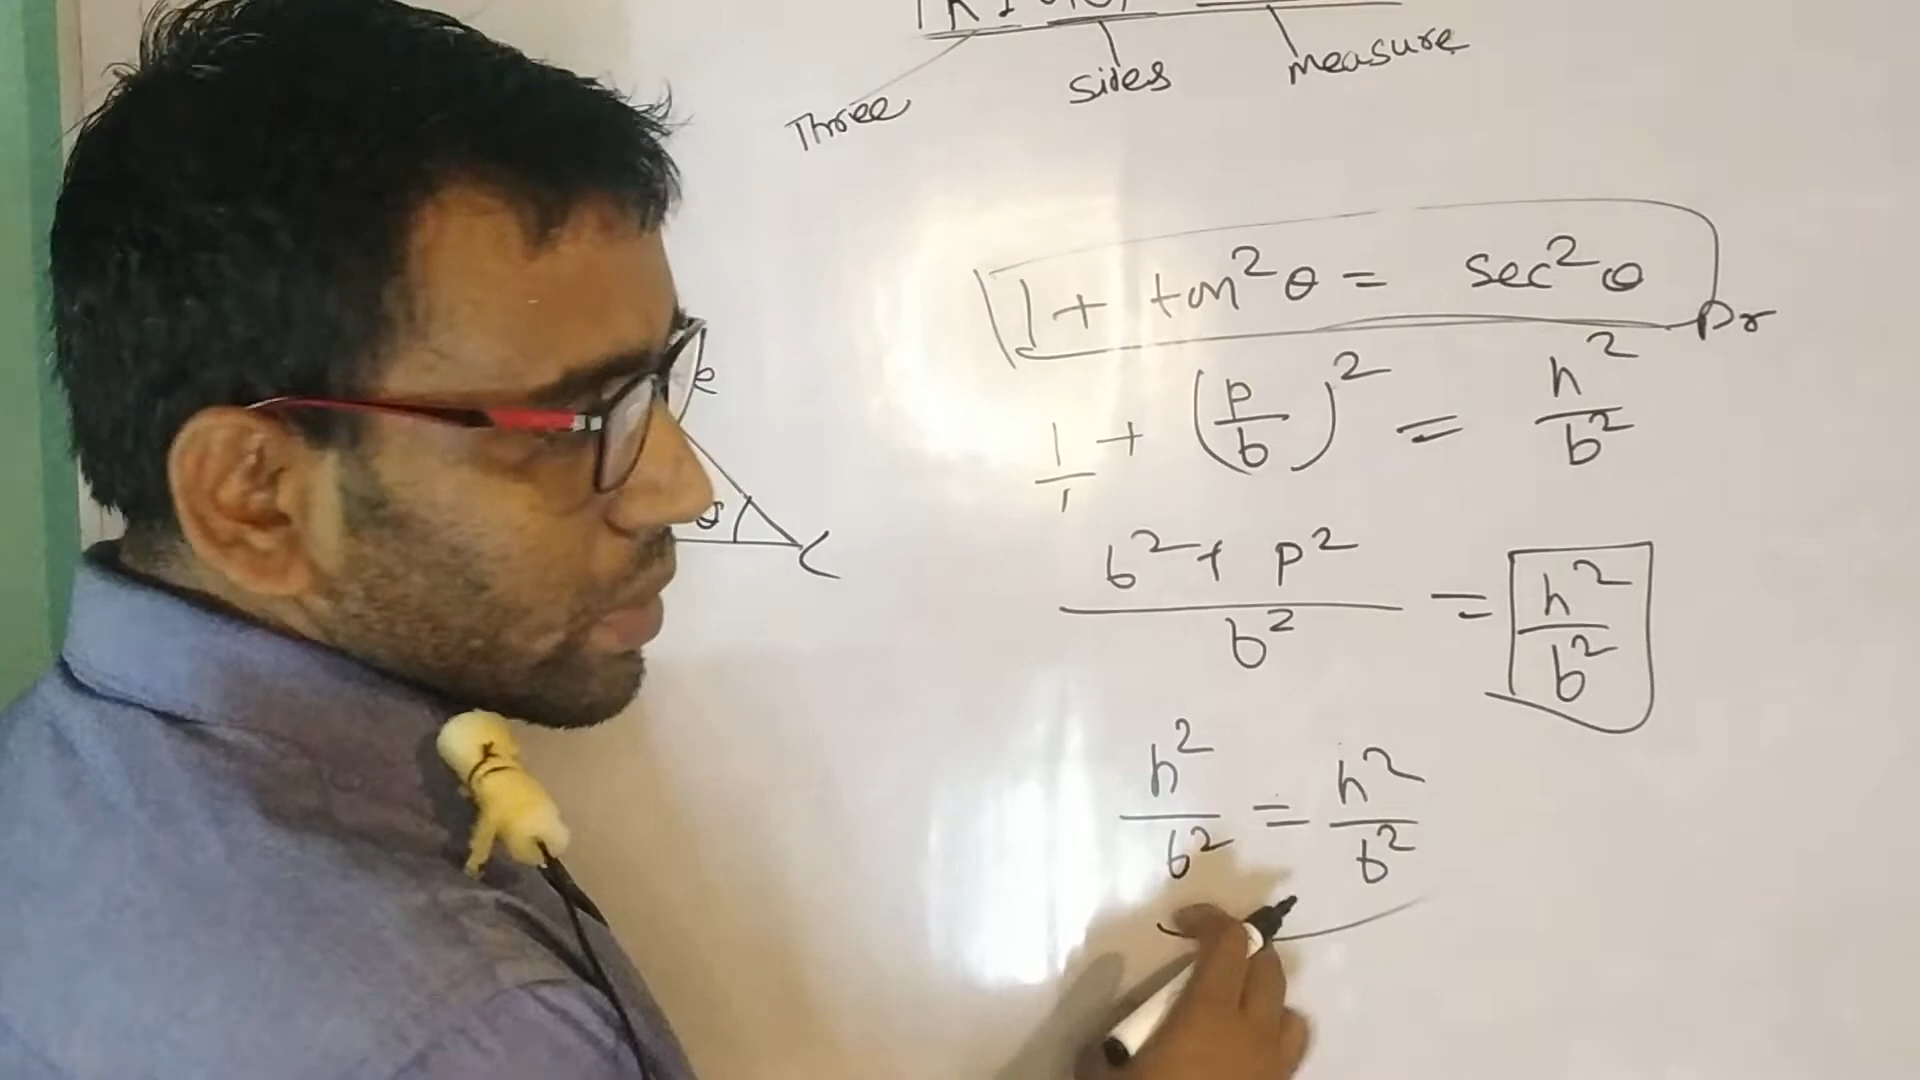 sides
measure
Three
1 + tan²θ = sec²θ
Pr
1/1 + (p/b)² = h²/b²
b² + p² / b² = h²/b²
h²/b² = h²/b²
θ
C